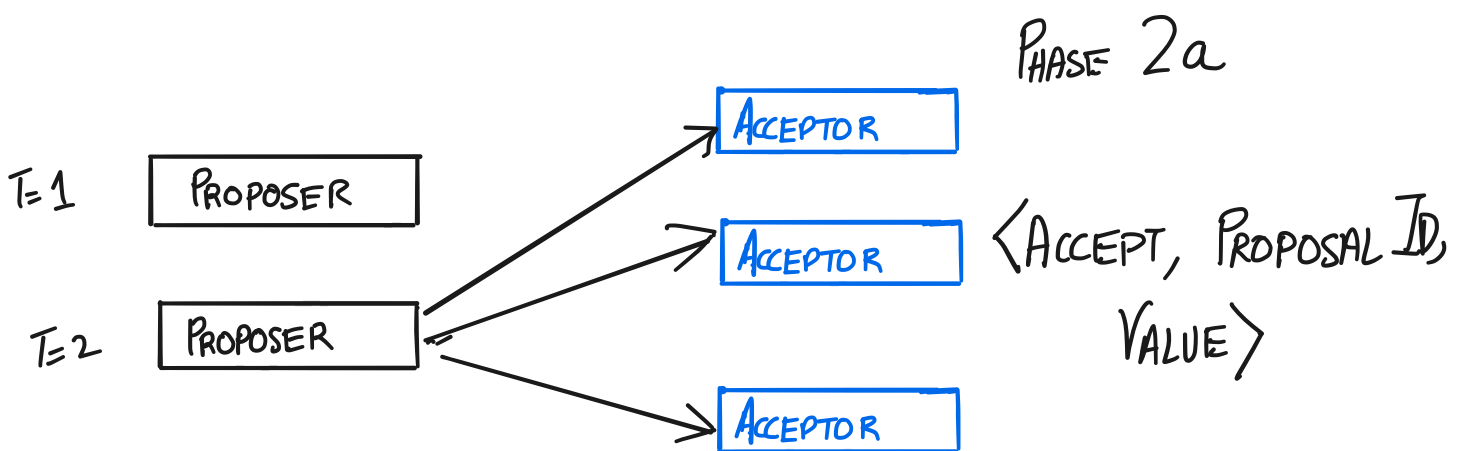 PHASE 2a
ACCEPTOR
T=1
PROPOSER
ACCEPTOR
<ACCEPT, PROPOSAL ID,
VALUE>
T=2
PROPOSER
ACCEPTOR